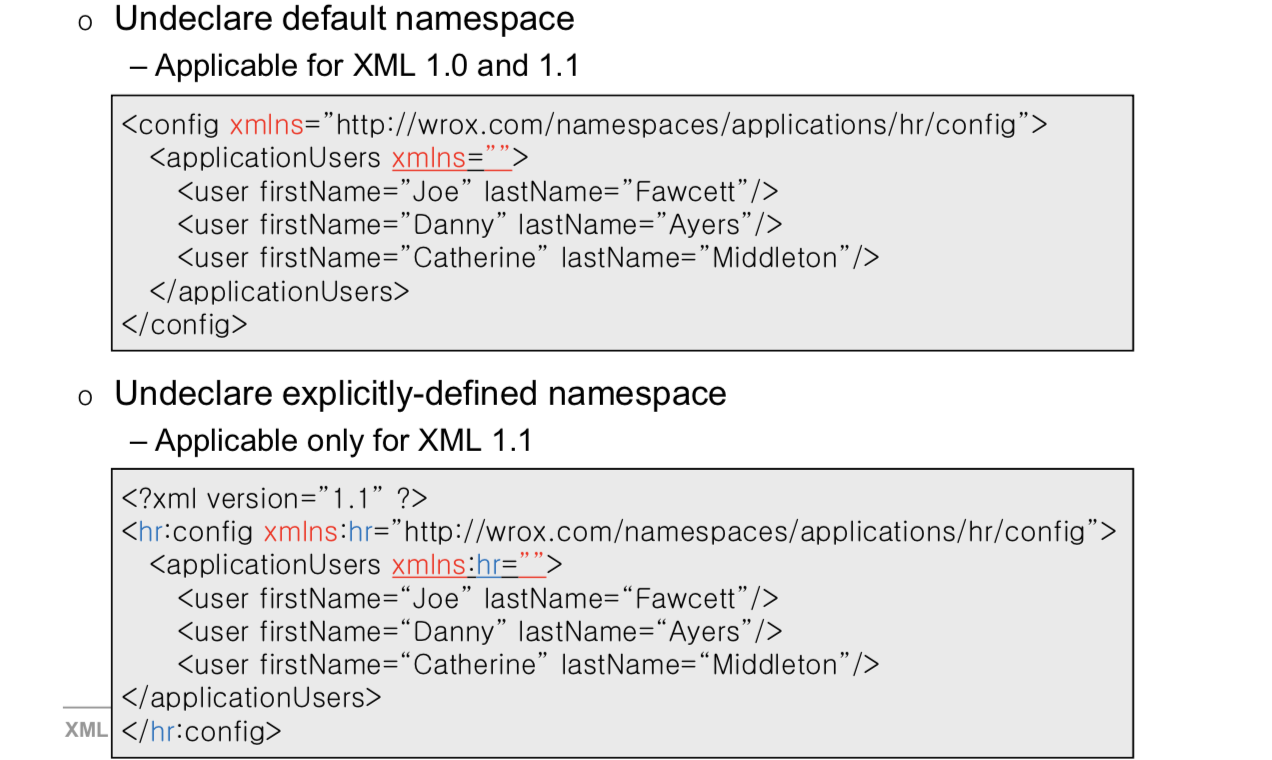 o Undeclare default namespace
– Applicable for XML 1.0 and 1.1
<config xmlns=”http://wrox.com/namespaces/applications/hr/config”>
<applicationUsers xmlns=””>
<user firstName=”Joe” lastName=”Fawcett”/>
<user firstName=”Danny” lastName=”Ayers”/>
<user firstName=”Catherine” lastName=”Middleton”/>
</applicationUsers>
</config>
o Undeclare explicitly-defined namespace
– Applicable only for XML 1.1
<?xml version=”1.1” ?>
<hr:config xmlns:hr=”http://wrox.com/namespaces/applications/hr/config”>
<applicationUsers xmlns:hr=””>
<user firstName=“Joe” lastName=“Fawcett”/>
<user firstName=“Danny” lastName=“Ayers”/>
<user firstName=“Catherine” lastName=“Middleton”/>
</applicationUsers>
XML </hr:config>